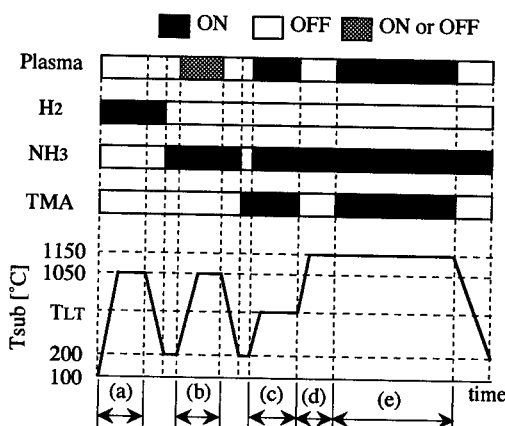 ON OFF ON or OFF
Plasma
H2
NH3
TMA
1150
1050
TLT
200
100
Tsub [°C]
(a) (b) (c) (d) (e)
time